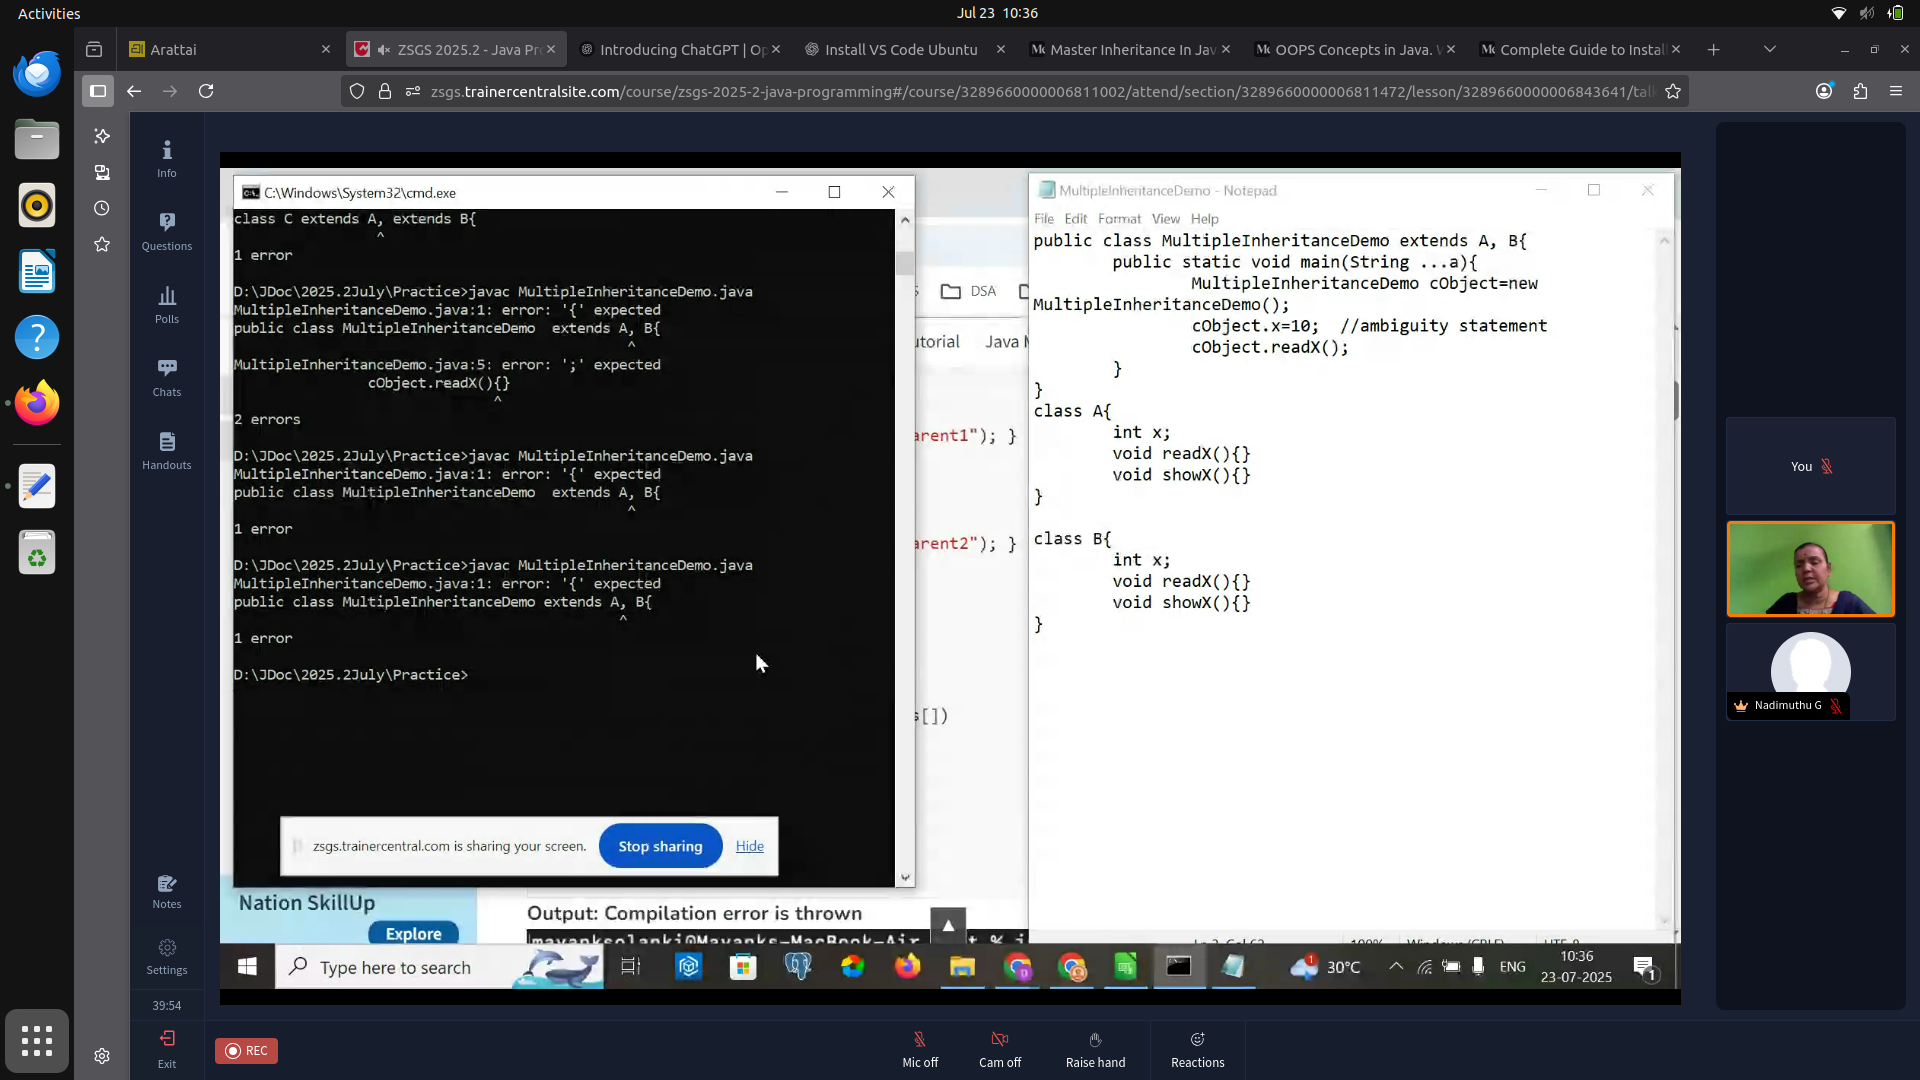 Activities
Jul 23 10:36
Arattai
ZSGS 2025.2 - Java Pr
Introducing ChatGPT | Op
Install VS Code Ubuntu
Master Inheritance In Jav
OOPS Concepts in Java.
Complete Guide to Instal
zsgs.trainercentralsite.com/course/zsgs-2025-2-java-programming#/course/3289660000006811002/attend/section/3289660000006811472/lesson/3289660000006843641/tal
Info
Questions
Polls
Chats
Handouts
Notes
Settings
39:54
Exit
C:\Windows\System32\cmd.exe
class C extends A, extends B{
^
1 error
D:\JDoc\2025.2July\Practice>javac MultipleInheritanceDemo.java
MultipleInheritanceDemo.java:1: error: '{' expected
public class MultipleInheritanceDemo  extends A, B{
^
MultipleInheritanceDemo.java:5: error: ';' expected
cObject.readX(){}
^
2 errors
D:\JDoc\2025.2July\Practice>javac MultipleInheritanceDemo.java
MultipleInheritanceDemo.java:1: error: '{' expected
public class MultipleInheritanceDemo  extends A, B{
^
1 error
D:\JDoc\2025.2July\Practice>javac MultipleInheritanceDemo.java
MultipleInheritanceDemo.java:1: error: '{' expected
public class MultipleInheritanceDemo extends A, B{
^
1 error
D:\JDoc\2025.2July\Practice>
zsgs.trainercentral.com is sharing your screen.
Stop sharing
Hide
DSA
utorial
Java
arent1"); }
arent2"); }
s[])
MultipleInheritanceDemo - Notepad
File Edit Format View Help
public class MultipleInheritanceDemo extends A, B{
public static void main(String ...a){
MultipleInheritanceDemo cObject=new
MultipleInheritanceDemo();
cObject.x=10;  //ambiguity statement
cObject.readX();
}
}
class A{
int x;
void readX(){}
void showX(){}
}
class B{
int x;
void readX(){}
void showX(){}
}
Nation SkillUp
Explore
Output: Compilation error is thrown
mayanksolanki@Mayanks-MacBook-Air
Type here to search
1
30°C
ENG
10:36
23-07-2025
1
You
Nadimuthu G
REC
Mic off
Cam off
Raise hand
Reactions